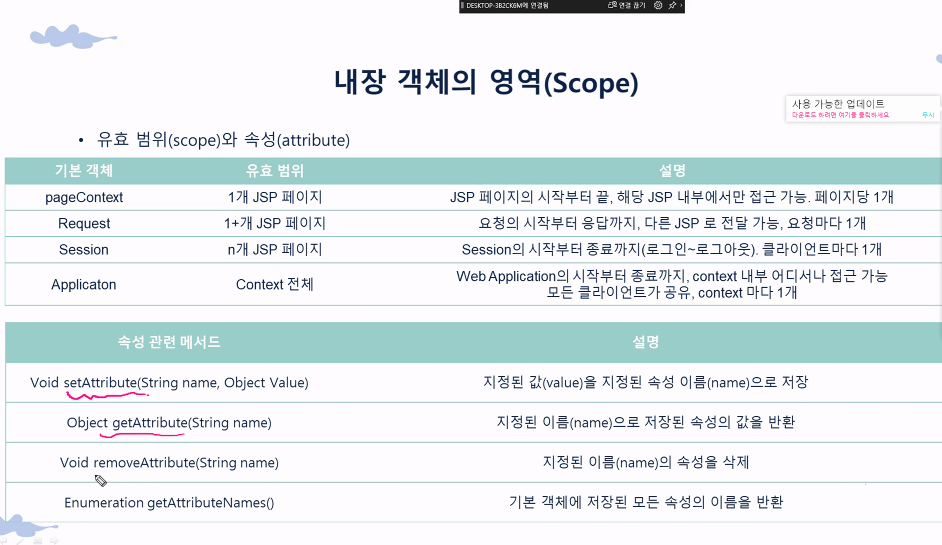 DESKTOP-3B2CK6M에 연결됨 연결 끊기
내장 객체의 영역(Scope)
사용 가능한 업데이트
다운로드 하려면 여기를 클릭하세요. 무시
• 유효 범위(scope)와 속성(attribute)
기본 객체 유효 범위 설명
pageContext 1개 JSP 페이지 JSP 페이지의 시작부터 끝, 해당 JSP 내부에서만 접근 가능. 페이지당 1개
Request 1+개 JSP 페이지 요청의 시작부터 응답까지, 다른 JSP 로 전달 가능, 요청마다 1개
Session n개 JSP 페이지 Session의 시작부터 종료까지(로그인~로그아웃). 클라이언트마다 1개
Applicaton Context 전체 Web Application의 시작부터 종료까지, context 내부 어디서나 접근 가능
모든 클라이언트가 공유, context 마다 1개
속성 관련 메서드 설명
Void setAttribute(String name, Object Value) 지정된 값(value)을 지정된 속성 이름(name)으로 저장
Object getAttribute(String name) 지정된 이름(name)으로 저장된 속성의 값을 반환
Void removeAttribute(String name) 지정된 이름(name)의 속성을 삭제
Enumeration getAttributeNames() 기본 객체에 저장된 모든 속성의 이름을 반환